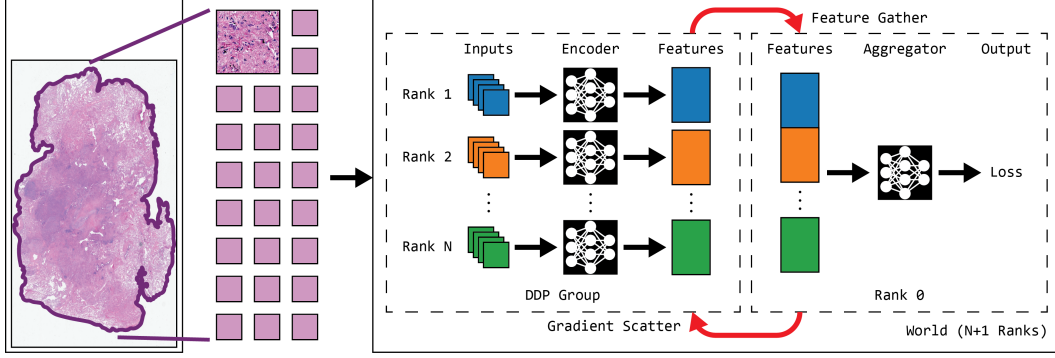 Feature Gather
Inputs Encoder Features
Features Aggregator Output
Rank 1
Rank 2
Rank N
Loss
DDP Group
Rank 0
Gradient Scatter
World (N+1 Ranks)